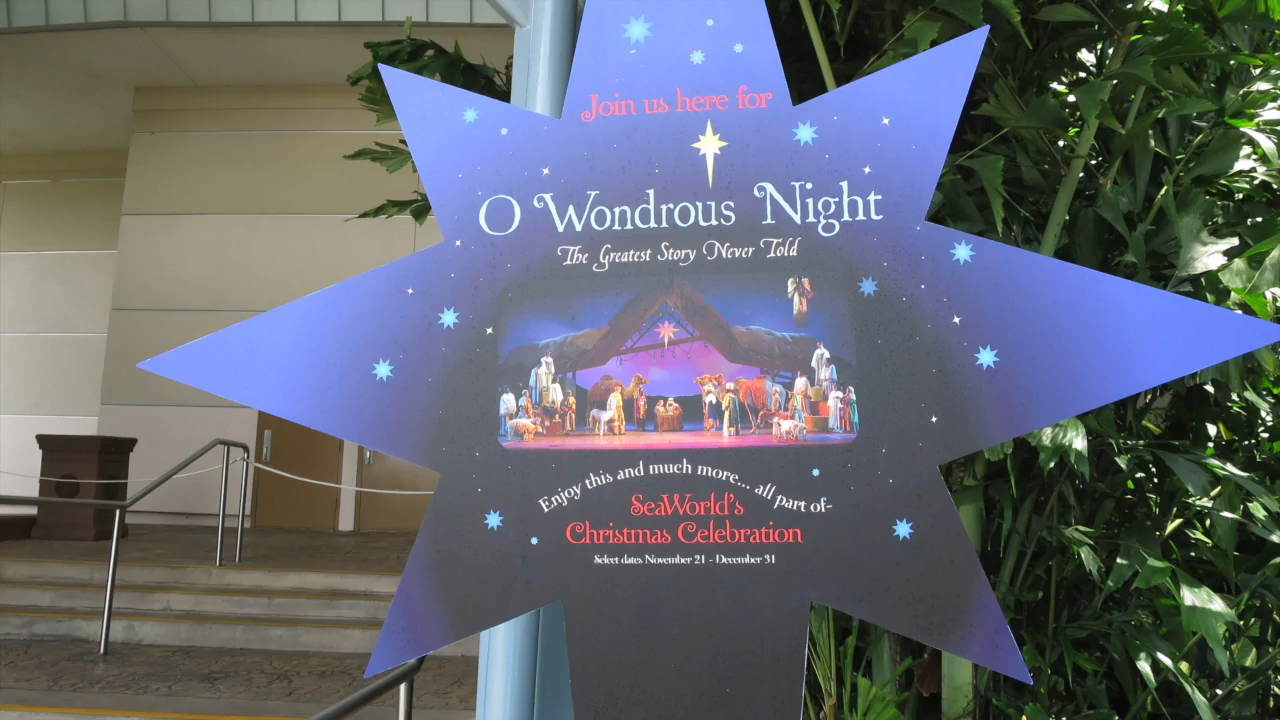 Join us here for
O Wondrous Night
The Greatest Story Never Told
Enjoy this and much more... all part of-
SeaWorld's
Christmas Celebration
Select dates November 21 - December 31